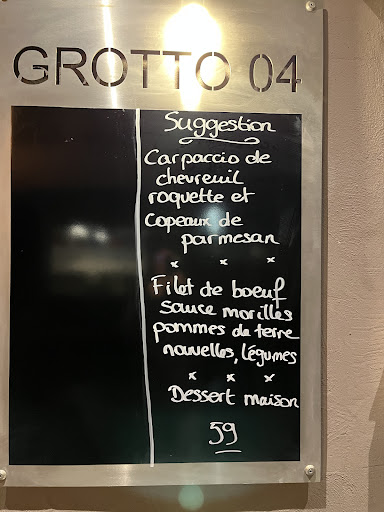 GROTTO 04
Suggestion
Carpaccio de
chevreuil
roquette et
copeaux de
parmesan
x x x
Filet de boeuf
sauce morilles
pommes de terre
nouvelles, légumes
x x x
Dessert maison
59